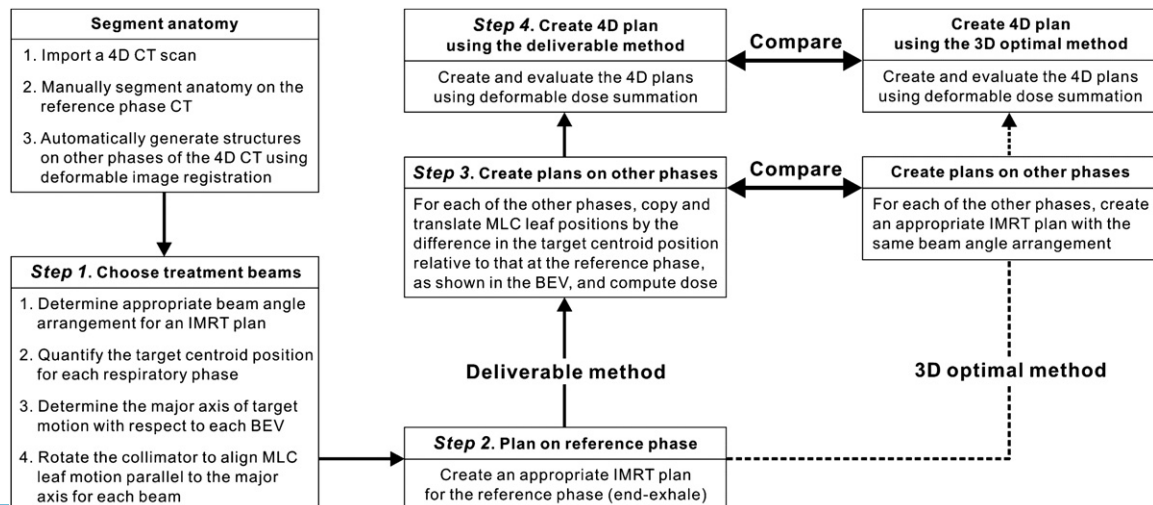 Segment anatomy
1. Import a 4D CT scan
2. Manually segment anatomy on the
reference phase CT
3. Automatically generate structures
on other phases of the 4D CT using
deformable image registration
Step 1. Choose treatment beams
1. Determine appropriate beam angle
arrangement for an IMRT plan
2. Quantify the target centroid position
for each respiratory phase
3. Determine the major axis of target
motion with respect to each BEV
4. Rotate the collimator to align MLC
leaf motion parallel to the major
axis for each beam
Step 2. Plan on reference phase
Create an appropriate IMRT plan
for the reference phase (end-exhale)
Deliverable method
3D optimal method
Step 3. Create plans on other phases
For each of the other phases, copy and
translate MLC leaf positions by the
difference in the target centroid position
relative to that at the reference phase,
as shown in the BEV, and compute dose
Compare
Create plans on other phases
For each of the other phases, create
an appropriate IMRT plan with the
same beam angle arrangement
Step 4. Create 4D plan
using the deliverable method
Create and evaluate the 4D plans
using deformable dose summation
Compare
Create 4D plan
using the 3D optimal method
Create and evaluate the 4D plans
using deformable dose summation